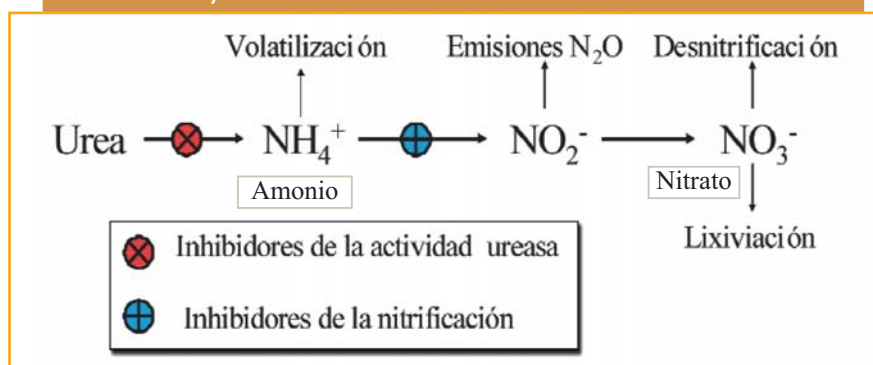 Volatilización Emisiones N₂O Desnitrificación
Urea NH₄⁺ NO₂⁻ NO₃⁻
Amonio Nitrato
Lixiviación
Inhibidores de la actividad ureasa
Inhibidores de la nitrificación